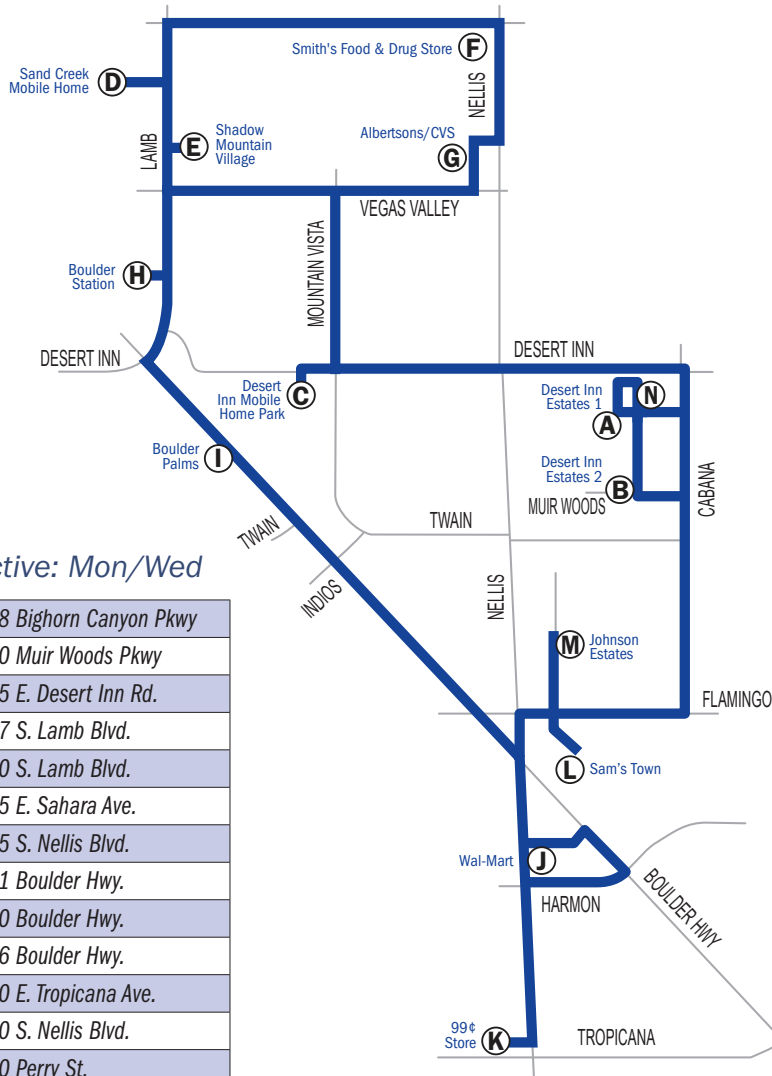 Smith's Food & Drug Store
F
Sand Creek
Mobile Home
D
NELLIS
Albertsons/CVS
G
LAMB
E
Shadow
Mountain
Village
VEGAS VALLEY
MOUNTAIN VISTA
Boulder
Station
H
DESERT INN
DESERT INN
Desert
Inn Mobile
Home Park
C
Desert Inn
Estates 1
N
A
Boulder
Palms
I
Desert Inn
Estates 2
B
MUIR WOODS
CABANA
TWAIN
TWAIN
INDIOS
NELLIS
M
Johnson
Estates
FLAMINGO
L
Sam's Town
Wal-Mart
J
HARMON
BOULDER HWY
99¢
Store
K
TROPICANA
ctive: Mon/Wed
8 Bighorn Canyon Pkwy
0 Muir Woods Pkwy
5 E. Desert Inn Rd.
7 S. Lamb Blvd.
0 S. Lamb Blvd.
5 E. Sahara Ave.
5 S. Nellis Blvd.
1 Boulder Hwy.
0 Boulder Hwy.
6 Boulder Hwy.
0 E. Tropicana Ave.
0 S. Nellis Blvd.
0 Perry St.